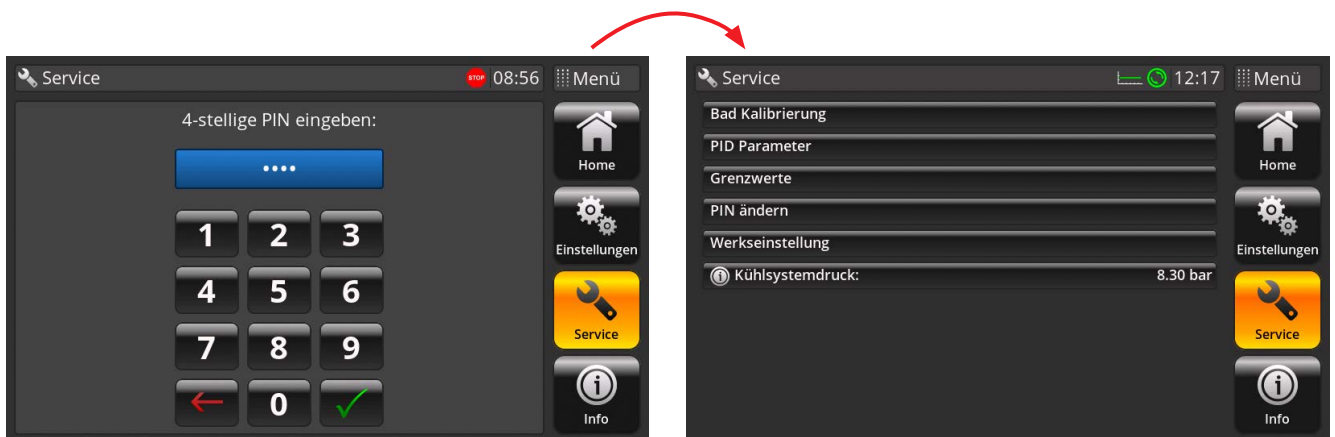 Service
STOP 08:56
Menü
4-stellige PIN eingeben:
••••
1 2 3
4 5 6
7 8 9
0
Home
Einstellungen
Service
Info
Service
12:17
Menü
Bad Kalibrierung
PID Parameter
Grenzwerte
PIN ändern
Werkseinstellung
Kühlsystemdruck: 8.30 bar
Home
Einstellungen
Service
Info